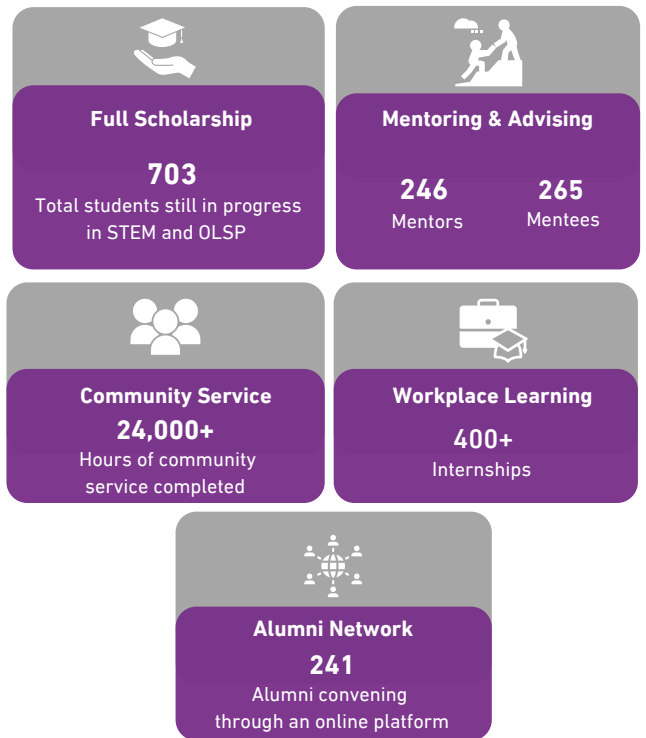 Full Scholarship
703
Total students still in progress
in STEM and OLSP
Mentoring & Advising
246
Mentors
265
Mentees
Community Service
24,000+
Hours of community
service completed
Workplace Learning
400+
Internships
Alumni Network
241
Alumni convening
through an online platform